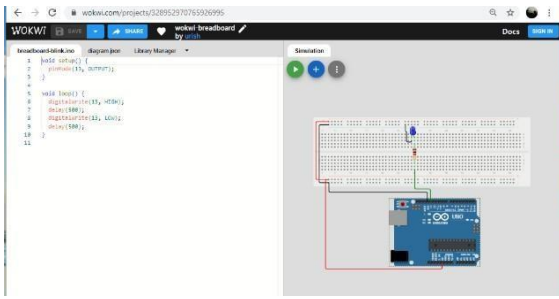 wokwi.com/projects/328952970765926995
WOKWI SAVE SHARE wokwi-breadboard
by urish
Docs SIGN IN
breadboard-blink.ino diagram.json Library Manager
Simulation
1 void setup() {
2 pinMode(13, OUTPUT);
3 }
4
5 void loop() {
6 digitalWrite(13, HIGH);
7 delay(500);
8 digitalWrite(13, LOW);
9 delay(500);
10 }
11
UNO